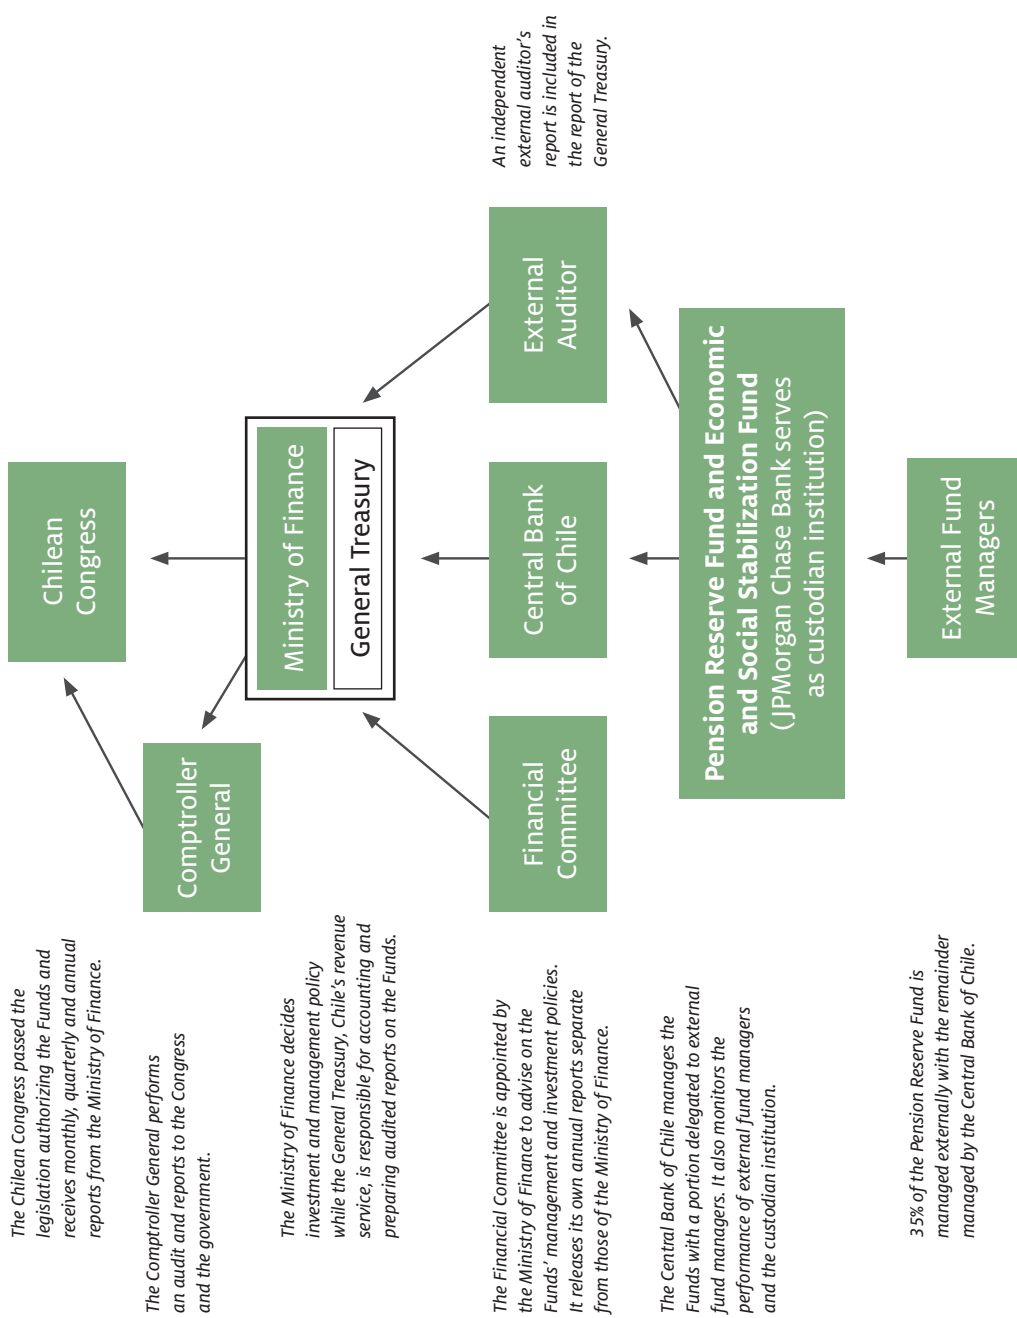 The Chilean Congress passed the
legislation authorizing the Funds and
receives monthly, quarterly and annual
reports from the Ministry of Finance.
Chilean
Congress
The Comptroller General performs
an audit and reports to the Congress
and the government.
Comptroller
General
The Ministry of Finance decides
investment and management policy
while the General Treasury, Chile's revenue
service, is responsible for accounting and
preparing audited reports on the Funds.
Ministry of Finance
General Treasury
The Financial Committee is appointed by
the Ministry of Finance to advise on the
Funds' management and investment policies.
It releases its own annual reports separate
from those of the Ministry of Finance.
Financial
Committee
Central Bank
of Chile
External
Auditor
An independent
external auditor's
report is included in
the report of the
General Treasury.
The Central Bank of Chile manages the
Funds with a portion delegated to external
fund managers. It also monitors the
performance of external fund managers
and the custodian institution.
Pension Reserve Fund and Economic
and Social Stabilization Fund
(JPMorgan Chase Bank serves
as custodian institution)
35% of the Pension Reserve Fund is
managed externally with the remainder
managed by the Central Bank of Chile.
External Fund
Managers